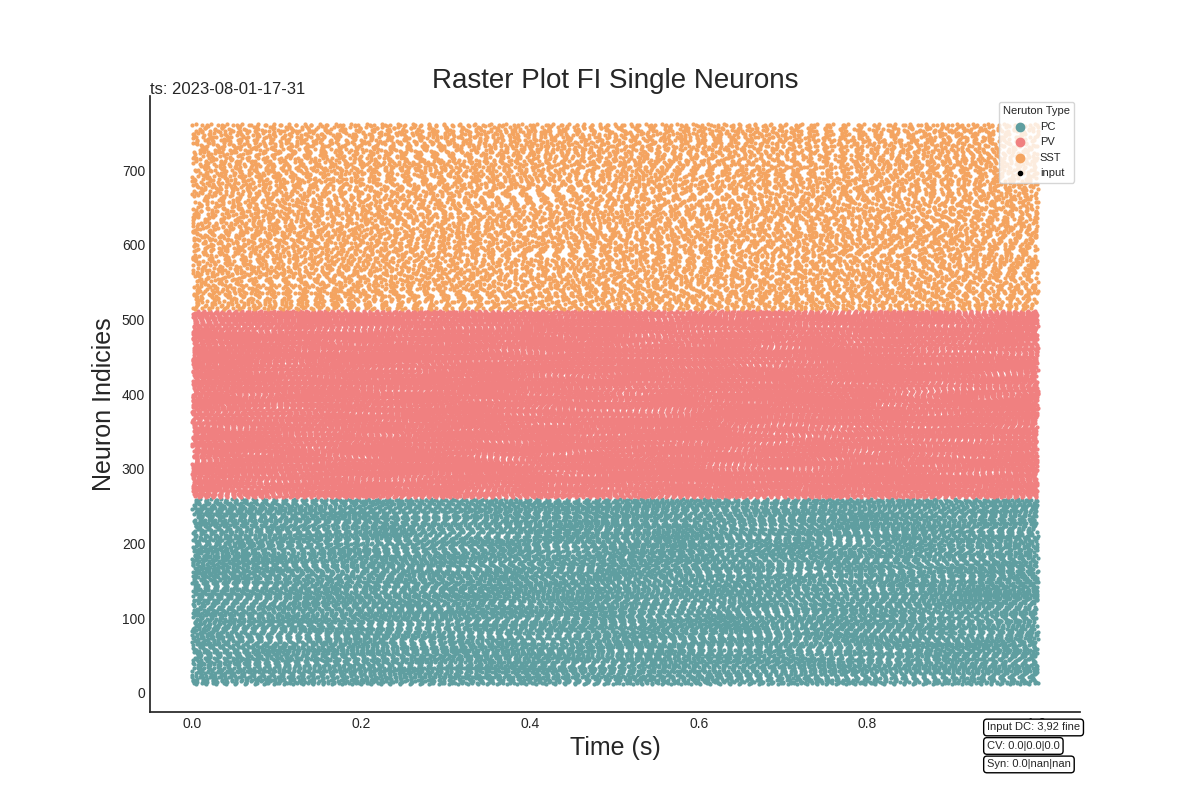 Raster Plot FI Single Neurons
ts: 2023-08-01-17-31
Neruton Type
PC
PV
SST
input
Neuron Indicies
700
600
500
400
300
200
100
0
0.0 0.2 0.4 0.6 0.8
Time (s)
Input DC: 3,92 fine
CV: 0.0|0.0|0.0
Syn: 0.0|nan|nan